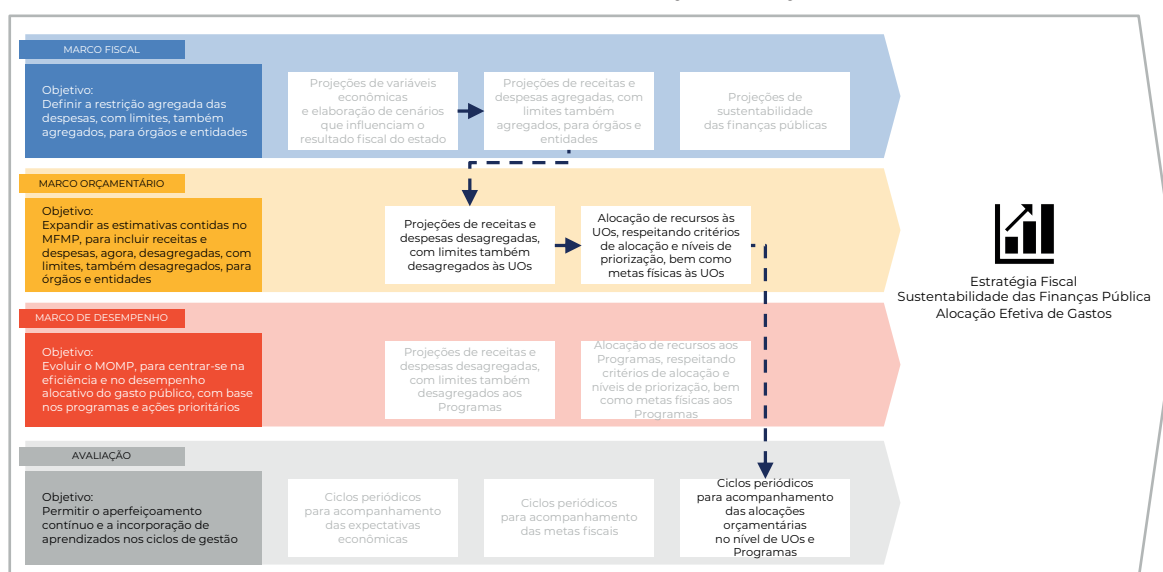 MARCO FISCAL
Objetivo:
Definir a restrição agregada das
despesas, com limites, também
agregados, para órgãos e entidades
Projeções de variáveis
econômicas
e elaboração de cenários
que influenciam o
resultado fiscal do estado
Projeções de receitas e
despesas agregadas, com
limites também
agregados, para órgãos e
entidades
Projeções de
sustentabilidade
das finanças públicas
MARCO ORÇAMENTÁRIO
Objetivo:
Expandir as estimativas contidas no
MFMP, para incluir receitas e
despesas, agora, desagregadas, com
limites, também desagregados, para
órgãos e entidades
Projeções de receitas e
despesas desagregadas,
com limites também
desagregados às UOs
Alocação de recursos às
UOs, respeitando critérios
de alocação e níveis de
priorização, bem como
metas físicas às UOs
MARCO DE DESEMPENHO
Objetivo:
Evoluir o MOMP, para centrar-se na
eficiência e no desempenho
alocativo do gasto público, com base
nos programas e ações prioritários
Projeções de receitas e
despesas desagregadas,
com limites também
desagregados aos
Programas
Alocação de recursos aos
Programas, respeitando
critérios de alocação e
níveis de priorização, bem
como metas físicas aos
Programas
AVALIAÇÃO
Objetivo:
Permitir o aperfeiçoamento
contínuo e a incorporação de
aprendizados nos ciclos de gestão
Ciclos periódicos
para acompanhamento
das expectativas
econômicas
Ciclos periódicos
para acompanhamento
das metas fiscais
Ciclos periódicos
para acompanhamento
das alocações
orçamentárias
no nível de UOs e
Programas
Estratégia Fiscal
Sustentabilidade das Finanças Pública
Alocação Efetiva de Gastos